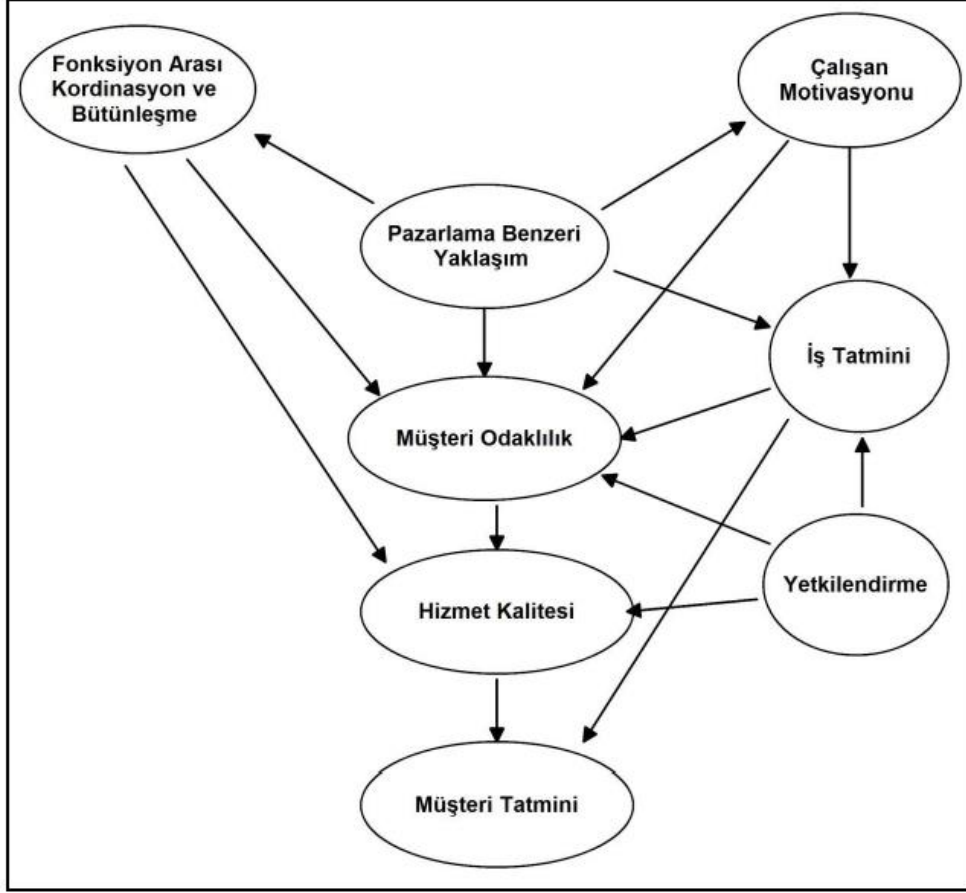 Fonksiyon Arası
Kordinasyon ve
Bütünleşme
Çalışan
Motivasyonu
Pazarlama Benzeri
Yaklaşım
İş Tatmini
Müşteri Odaklılık
Yetkilendirme
Hizmet Kalitesi
Müşteri Tatmini